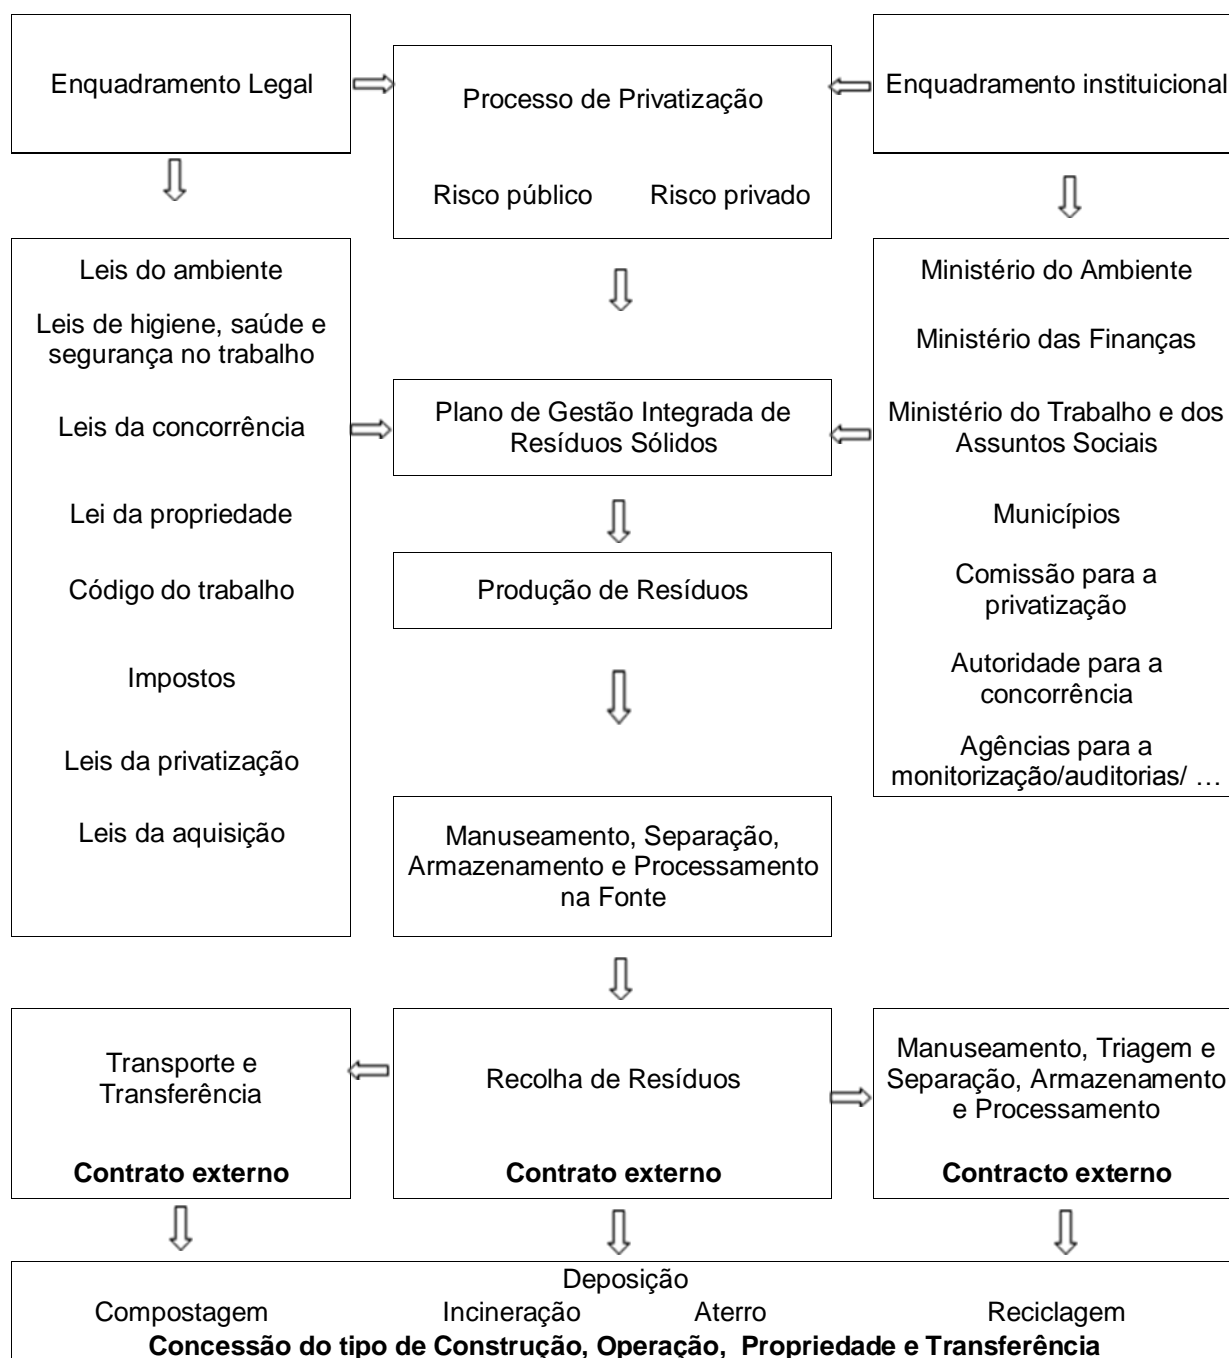 Enquadramento Legal
Processo de Privatização
Risco público Risco privado
Enquadramento instituicional
Leis do ambiente
Leis de higiene, saúde e
segurança no trabalho
Leis da concorrência
Lei da propriedade
Código do trabalho
Impostos
Leis da privatização
Leis da aquisição
Plano de Gestão Integrada de
Resíduos Sólidos
Produção de Resíduos
Manuseamento, Separação,
Armazenamento e Processamento
na Fonte
Ministério do Ambiente
Ministério das Finanças
Ministério do Trabalho e dos
Assuntos Sociais
Municípios
Comissão para a
privatização
Autoridade para a
concorrência
Agências para a
monitorização/auditorias/ …
Transporte e
Transferência
Contrato externo
Recolha de Resíduos
Contrato externo
Manuseamento, Triagem e
Separação, Armazenamento
e Processamento
Contracto externo
Deposição
Compostagem Incineração Aterro Reciclagem
Concessão do tipo de Construção, Operação, Propriedade e Transferência